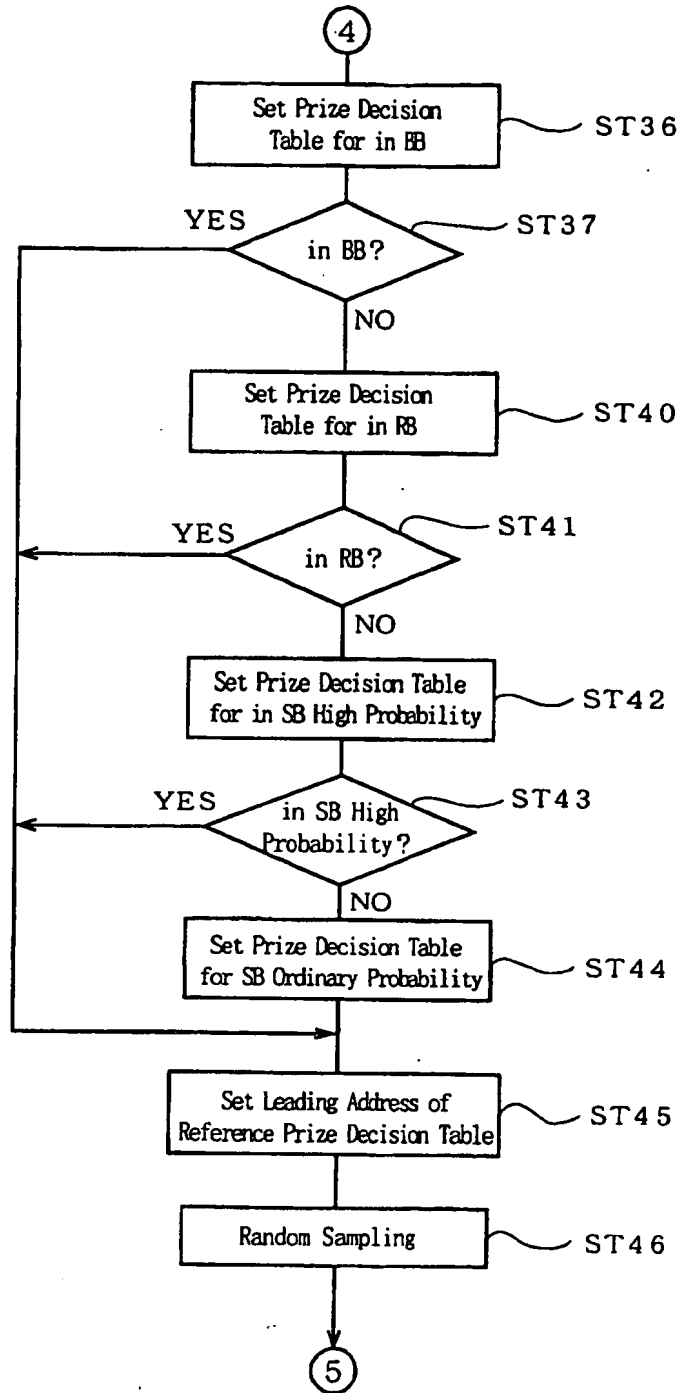 4
Set Prize Decision
Table for in BB
ST36
YES
in BB?
ST37
NO
Set Prize Decision
Table for in RB
ST40
YES
in RB?
ST41
NO
Set Prize Decision Table
for in SB High Probability
ST42
YES
in SB High
Probability?
ST43
NO
Set Prize Decision Table
for SB Ordinary Probability
ST44
Set Leading Address of
Reference Prize Decision Table
ST45
Random Sampling
ST46
5